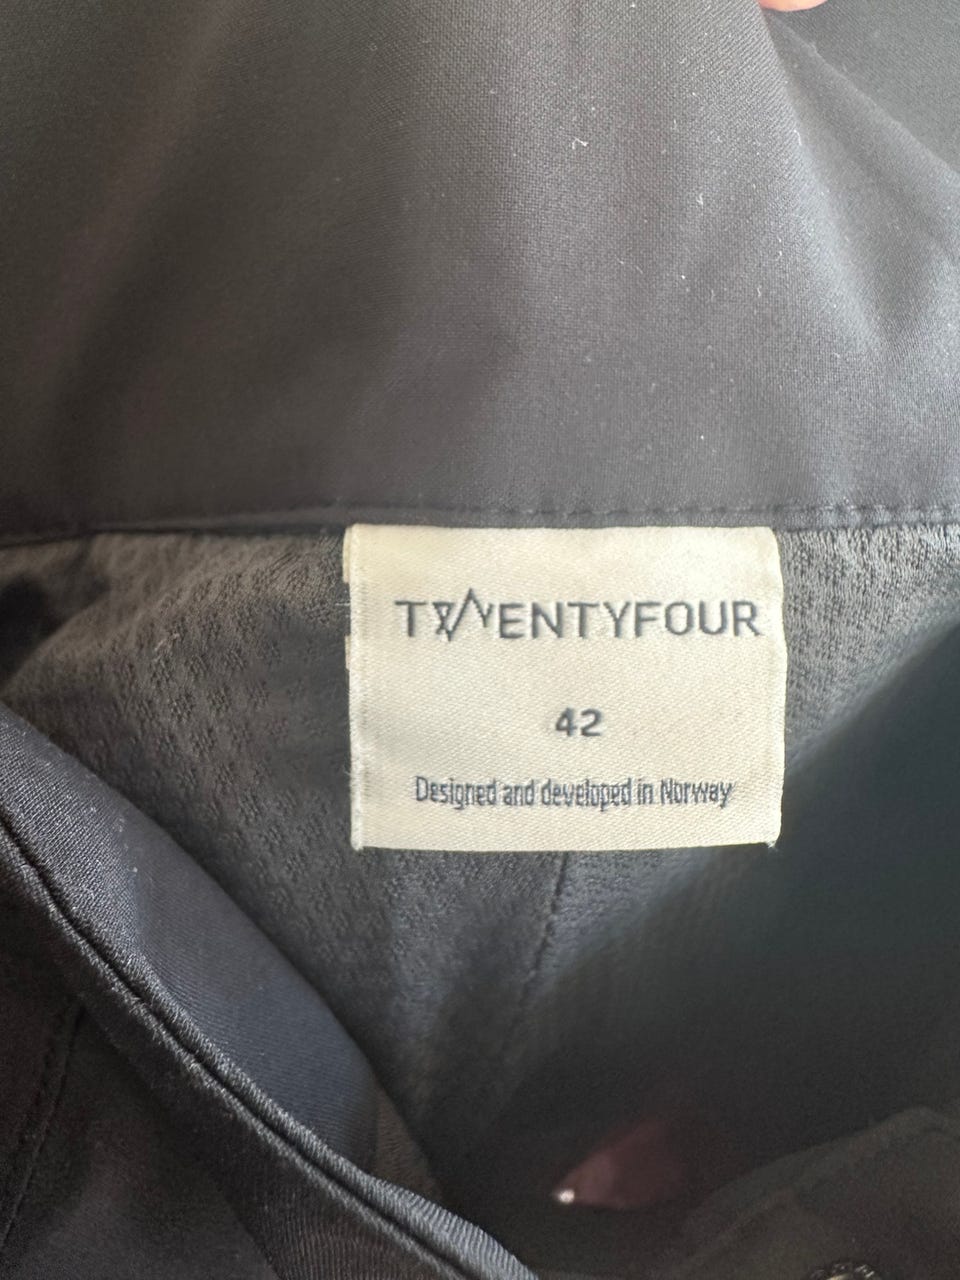 TWENTYFOUR
42
Designed and developed in Norway